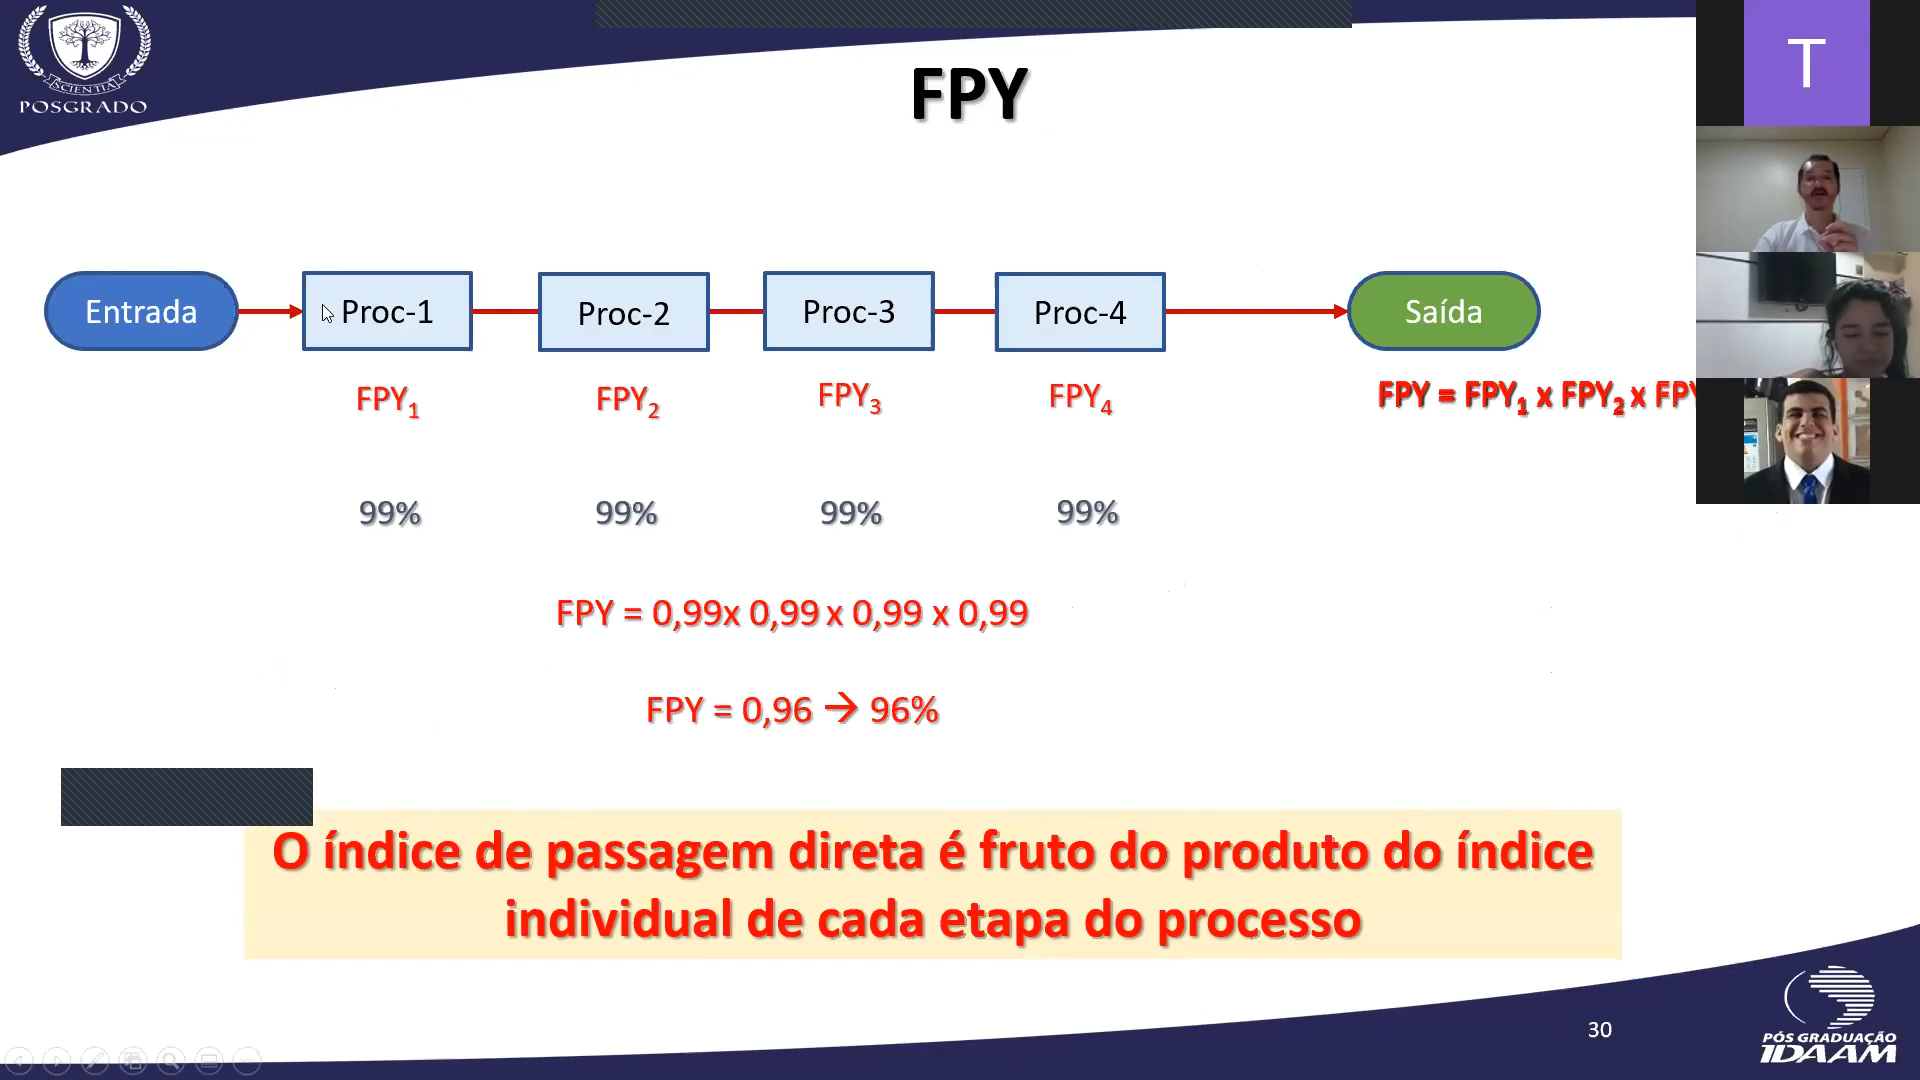 SCIENTIA
POSGRADO
FPY
T
Entrada
Proc-1
Proc-2
Proc-3
Proc-4
Saída
FPY1
FPY2
FPY3
FPY4
FPY = FPY1 x FPY2 x FPY
99%
99%
99%
99%
FPY = 0,99x 0,99 x 0,99 x 0,99
FPY = 0,96 → 96%
O índice de passagem direta é fruto do produto do índice
individual de cada etapa do processo
30
PÓS GRADUAÇÃO
IDAAM